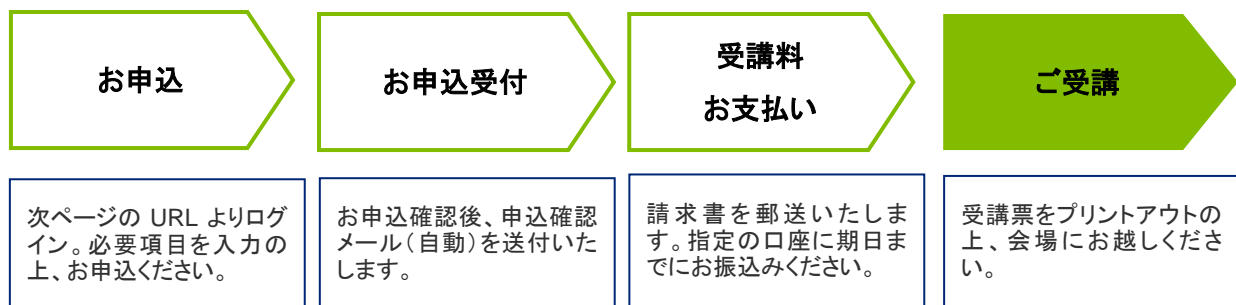 お申込
お申込受付
受講料
お支払い
ご受講
次ページの URL よりログ
イン。必要項目を入力の
上、お申込ください。
お申込確認後、申込確認
メール(自動)を送付いた
します。
請求書を郵送いたしま
す。指定の口座に期日ま
でにお振込みください。
受講票をプリントアウトの
上、会場にお越しくださ
い。